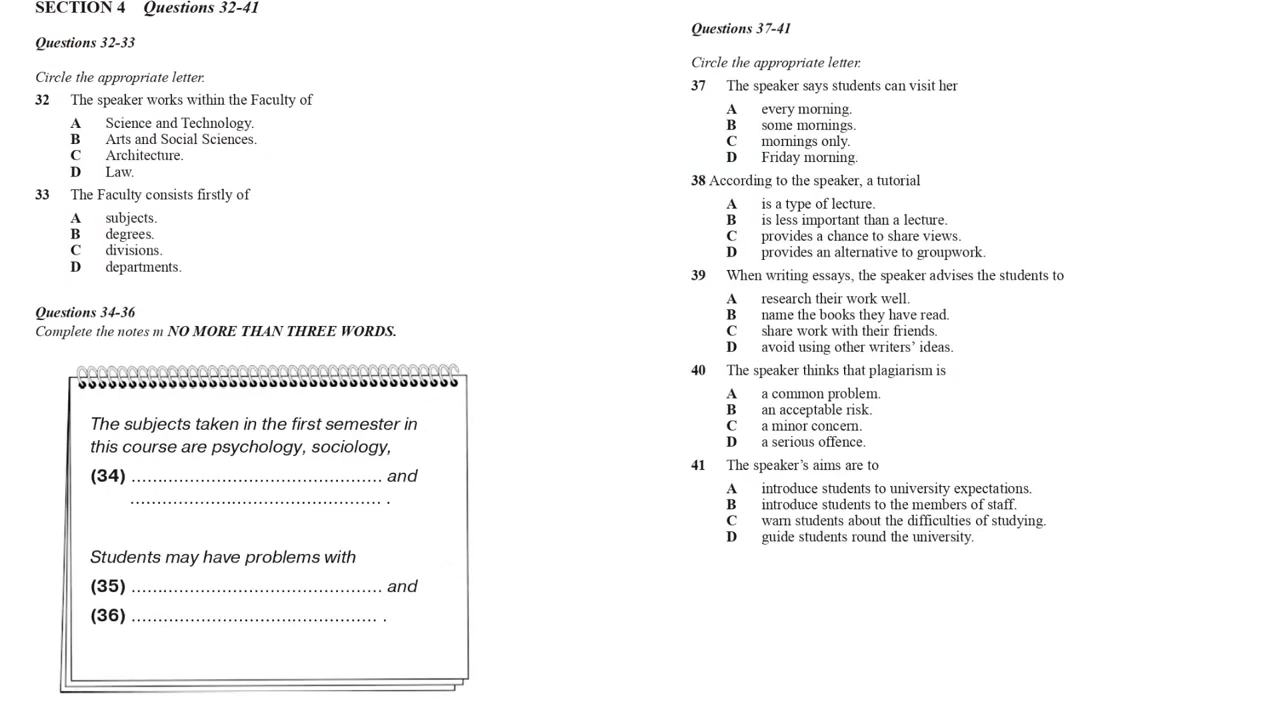 SECTION 4 Questions 32-41
Questions 32-33
Circle the appropriate letter.
32 The speaker works within the Faculty of
A Science and Technology.
B Arts and Social Sciences.
C Architecture.
D Law.
33 The Faculty consists firstly of
A subjects.
B degrees.
C divisions.
D departments.
Questions 34-36
Complete the notes m NO MORE THAN THREE WORDS.
The subjects taken in the first semester in
this course are psychology, sociology,
(34) ................................................ and
................................................ .
Students may have problems with
(35) ................................................ and
(36) ............................................... .
Questions 37-41
Circle the appropriate letter.
37 The speaker says students can visit her
A every morning.
B some mornings.
C mornings only.
D Friday morning.
38 According to the speaker, a tutorial
A is a type of lecture.
B is less important than a lecture.
C provides a chance to share views.
D provides an alternative to groupwork.
39 When writing essays, the speaker advises the students to
A research their work well.
B name the books they have read.
C share work with their friends.
D avoid using other writers' ideas.
40 The speaker thinks that plagiarism is
A a common problem.
B an acceptable risk.
C a minor concern.
D a serious offence.
41 The speaker's aims are to
A introduce students to university expectations.
B introduce students to the members of staff.
C warn students about the difficulties of studying.
D guide students round the university.